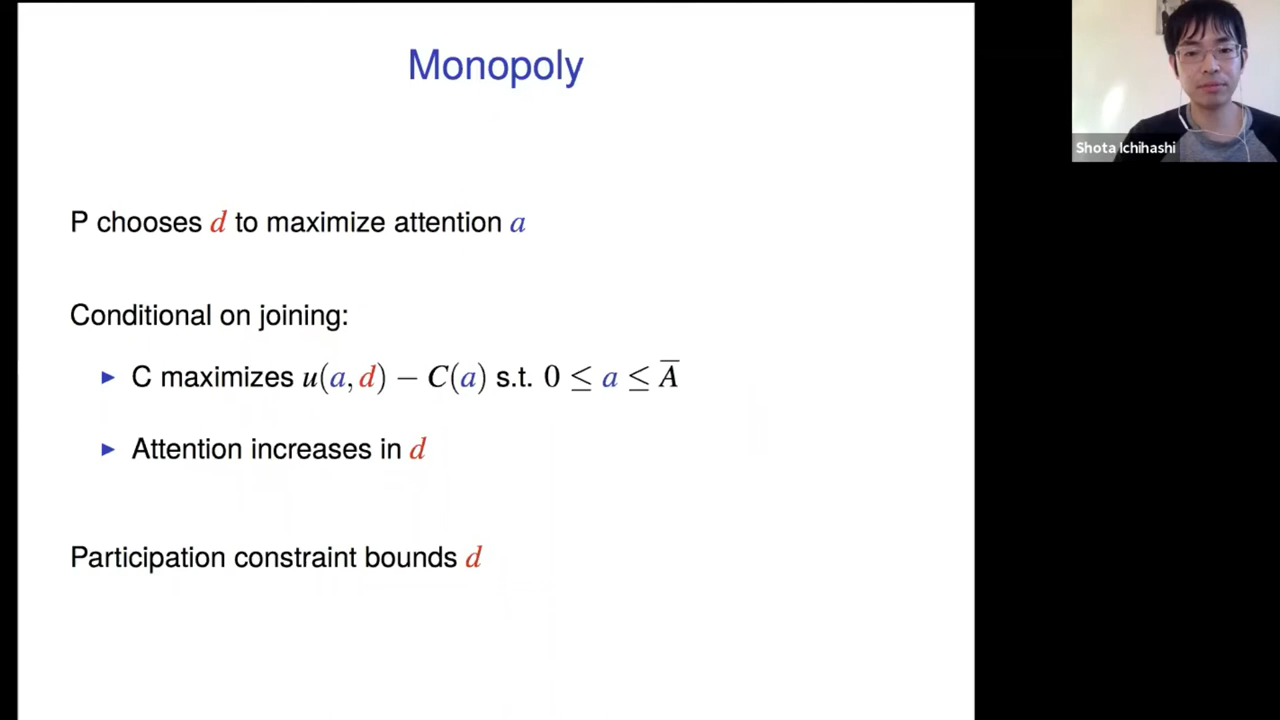 Monopoly
P chooses d to maximize attention a
Conditional on joining:
► C maximizes u(a, d) − C(a) s.t. 0 ≤ a ≤ A̅
► Attention increases in d
Participation constraint bounds d
Shota Ichihashi